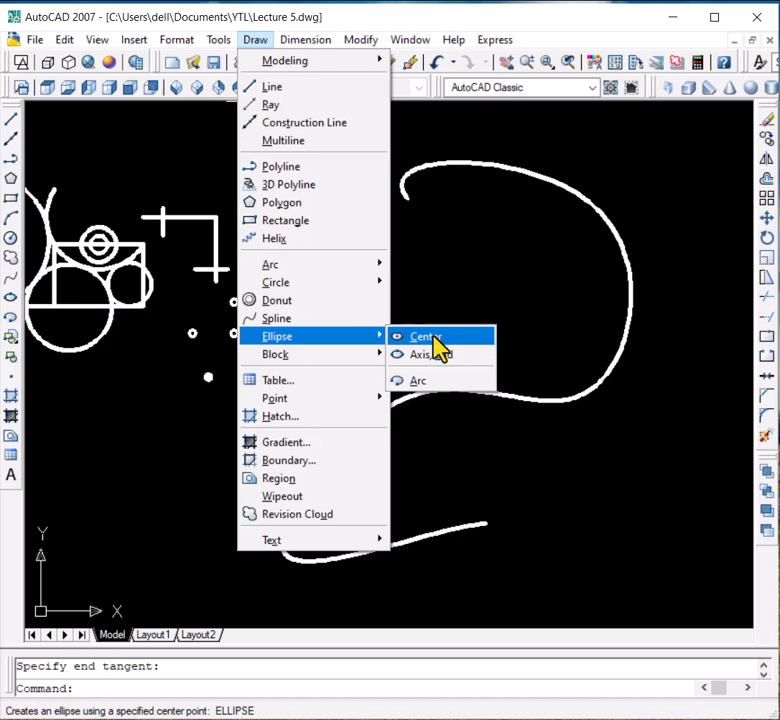 AutoCAD 2007 - [C:\Users\dell\Documents\YTL\Lecture 5.dwg]
File Edit View Insert Format Tools Draw Dimension Modify Window Help Express
AutoCAD Classic
Modeling
Line
Ray
Construction Line
Multiline
Polyline
3D Polyline
Polygon
Rectangle
Helix
Arc
Circle
Donut
Spline
Ellipse
Center
Block
Axis,
Arc
Table...
Point
Hatch...
Gradient...
Boundary...
Region
Wipeout
Revision Cloud
Text
A
Y
X
Model Layout1 Layout2
Specify end tangent:
Command:
Creates an ellipse using a specified center point: ELLIPSE